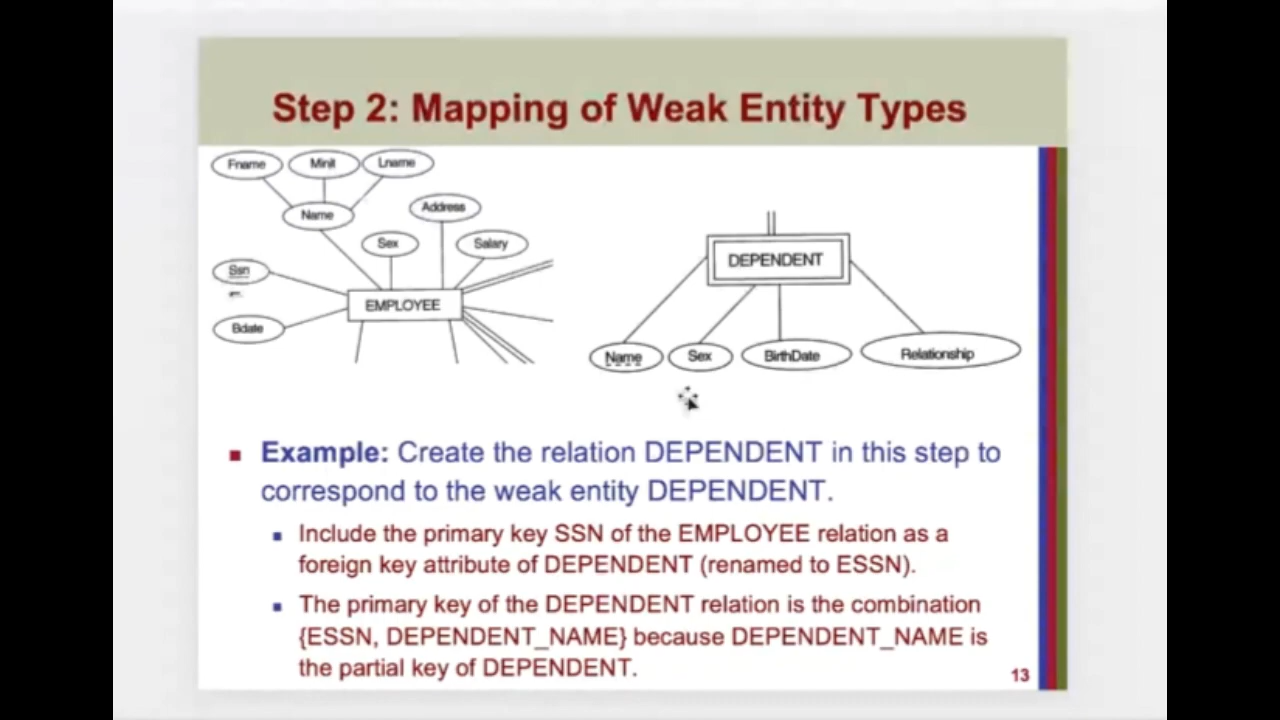 Step 2: Mapping of Weak Entity Types
Fname
Minit
Lname
Name
Address
Sex
Salary
Ssn
EMPLOYEE
Bdate
DEPENDENT
Name
Sex
BirthDate
Relationship
Example: Create the relation DEPENDENT in this step to
correspond to the weak entity DEPENDENT.
Include the primary key SSN of the EMPLOYEE relation as a
foreign key attribute of DEPENDENT (renamed to ESSN).
The primary key of the DEPENDENT relation is the combination
{ESSN, DEPENDENT_NAME} because DEPENDENT_NAME is
the partial key of DEPENDENT.
13